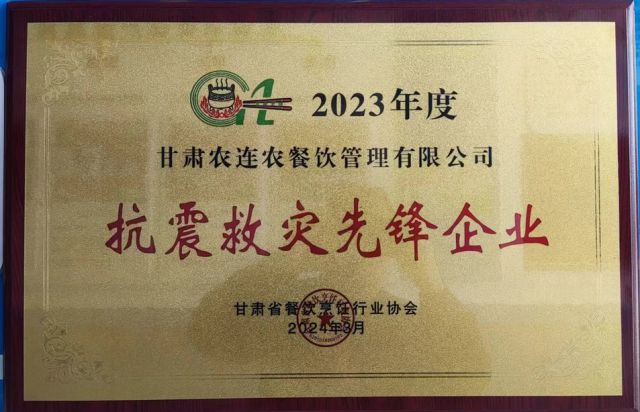 2023年度
甘肃农连农餐饮管理有限公司
抗震救灾先锋企业
甘肃省餐饮烹饪行业协会
2024年3月